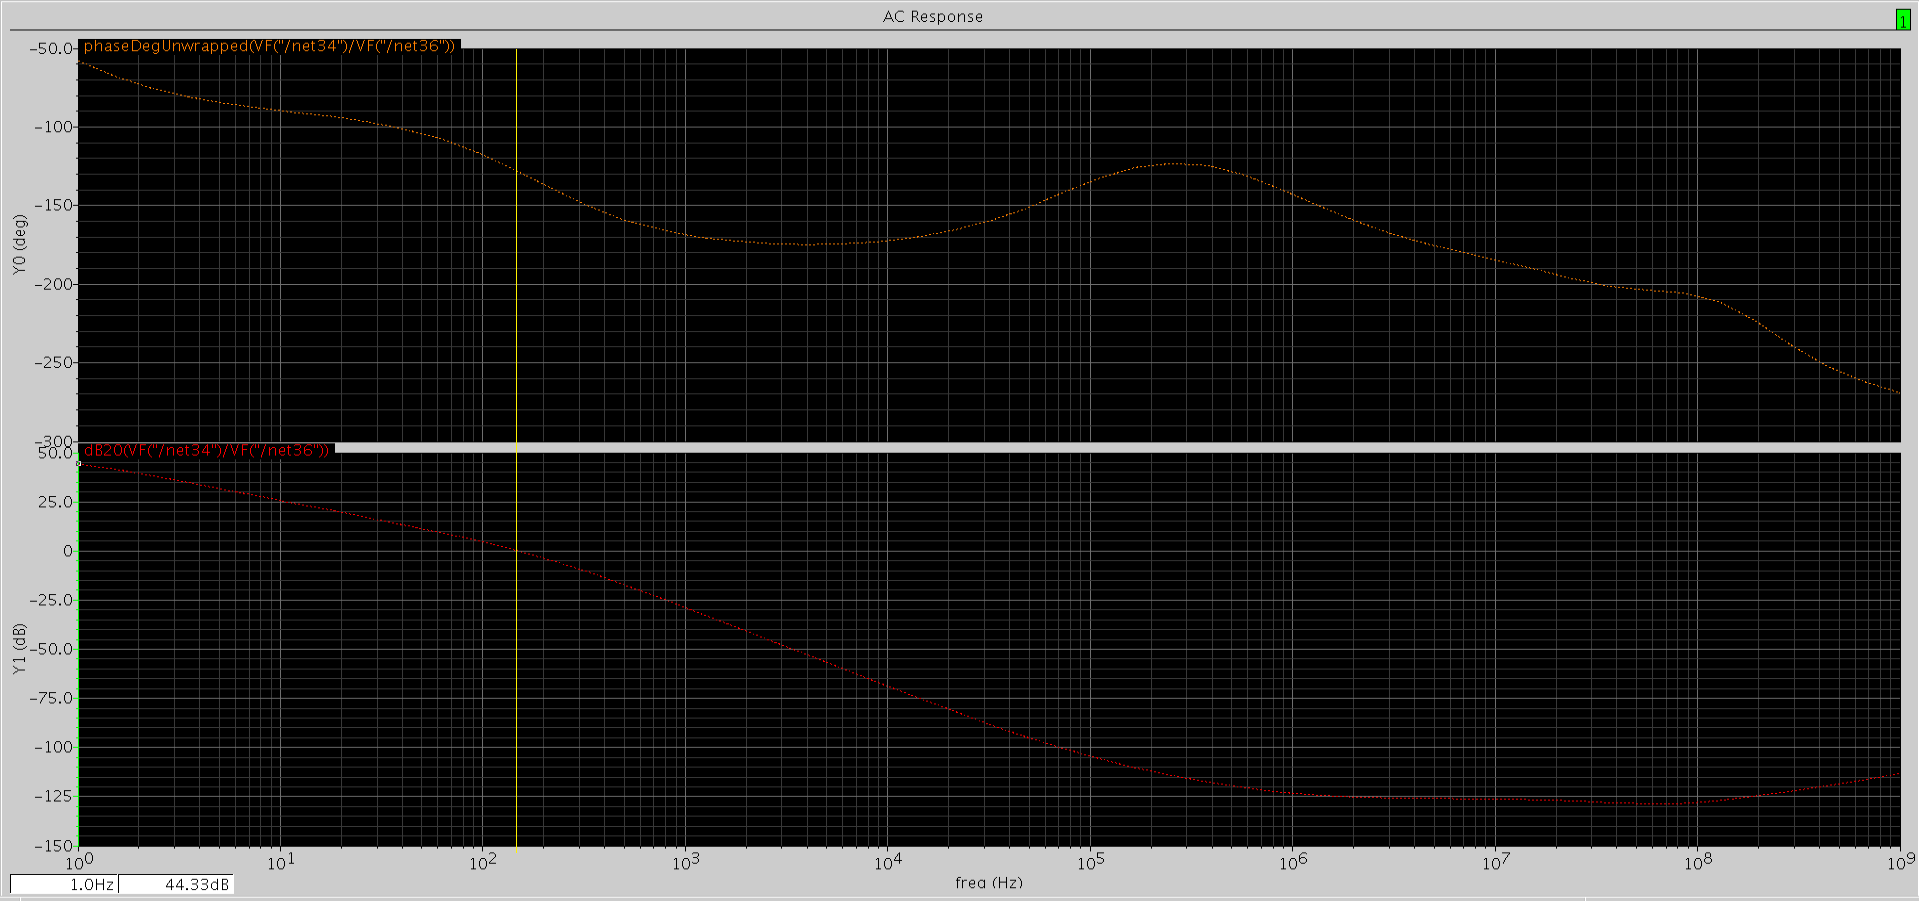 AC Response
1
phaseDegUnwrapped(VF("/net34")/VF("/net36"))
−50.0
−100
−150
−200
−250
−300
Y0 (deg)
dB20(VF("/net34")/VF("/net36"))
50.0
25.0
0
−25.0
−50.0
−75.0
−100
−125
−150
Y1 (dB)
10^0 10^1 10^2 10^3 10^4 10^5 10^6 10^7 10^8 10^9
freq (Hz)
1.0Hz 44.33dB